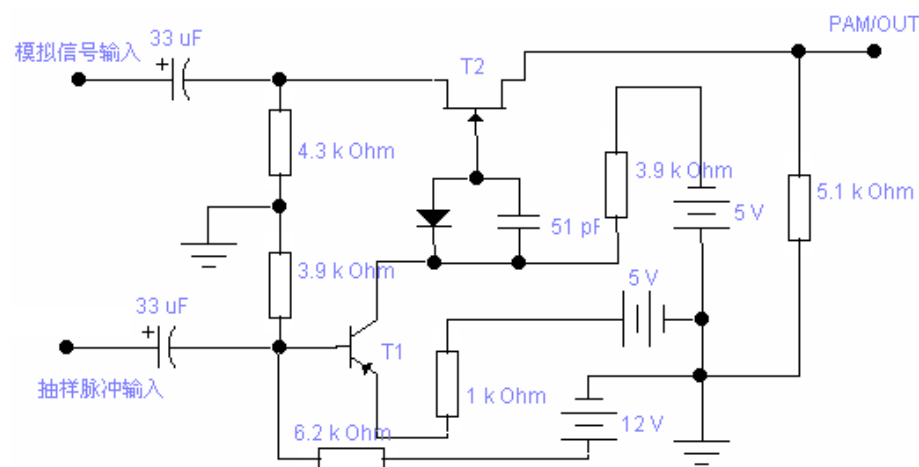 PAM/OUT
33 uF
模拟信号输入
+
T2
4.3 k Ohm
3.9 k Ohm
5.1 k Ohm
51 pF
5 V
3.9 k Ohm
5 V
33 uF
+
T1
抽样脉冲输入
1 k Ohm
12 V
6.2 k Ohm